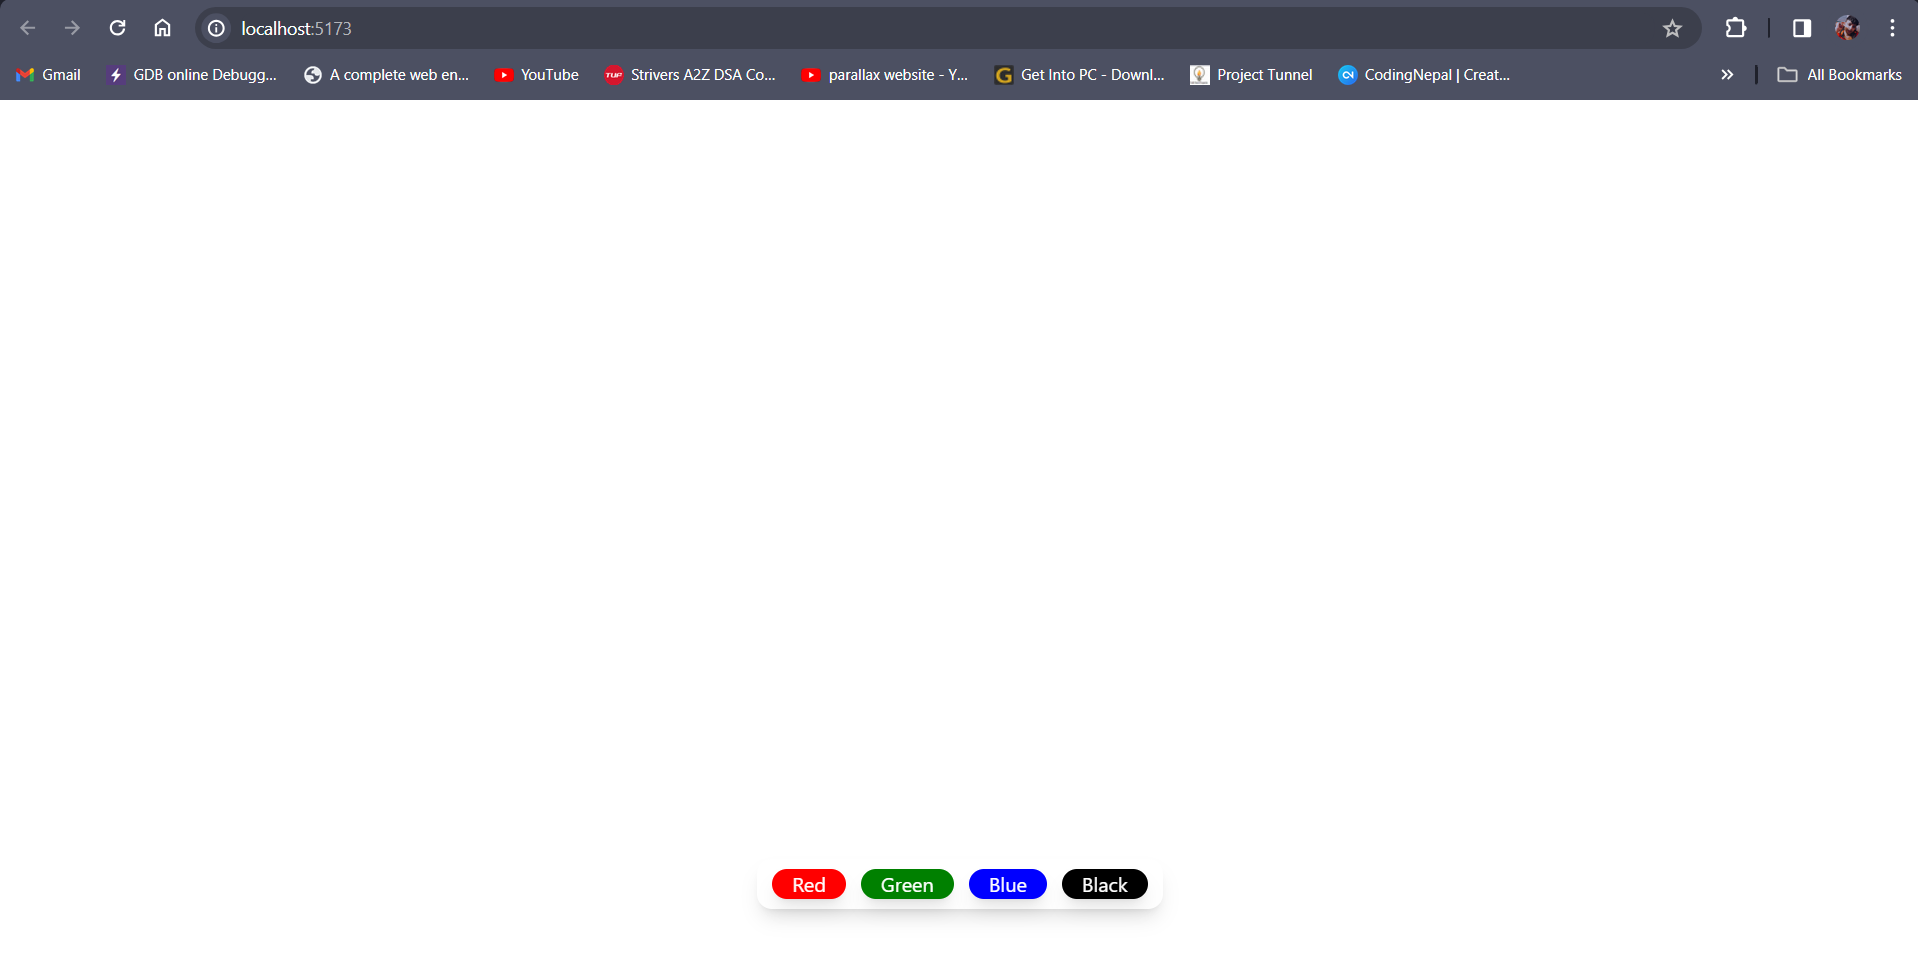 localhost:5173
Gmail GDB online Debugg... A complete web en... YouTube TUF Strivers A2Z DSA Co... parallax website - Y... G Get Into PC - Downl... Project Tunnel CodingNepal | Creat... All Bookmarks
Red Green Blue Black